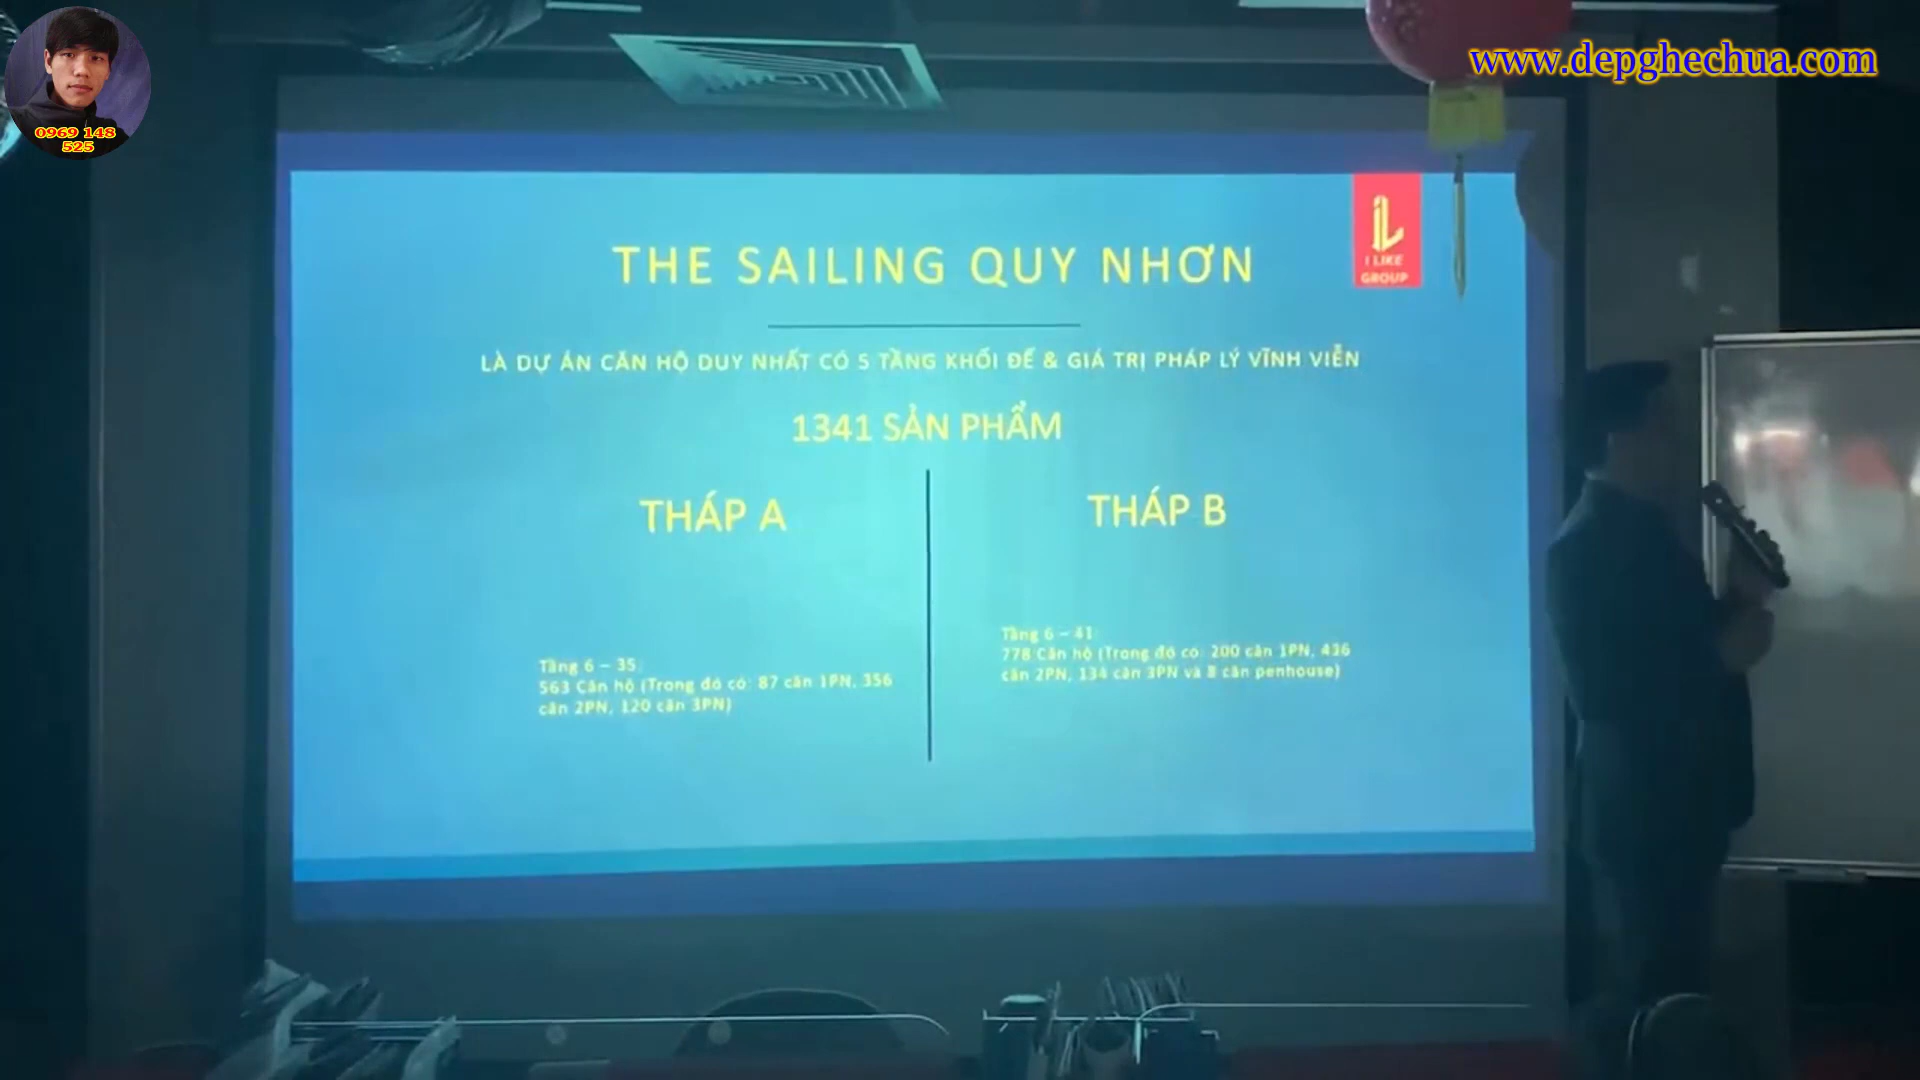 0969 148
525
www.depghechua.com
I LIKE
GROUP
THE SAILING QUY NHƠN
LÀ DỰ ÁN CĂN HỘ DUY NHẤT CÓ 5 TẦNG KHỐI ĐẾ & GIÁ TRỊ PHÁP LÝ VĨNH VIỄN
1341 SẢN PHẨM
THÁP A
Tầng 6 – 35:
563 Căn hộ (Trong đó có: 87 căn 1PN, 356
căn 2PN, 120 căn 3PN)
THÁP B
Tầng 6 – 41:
778 Căn hộ (Trong đó có: 200 căn 1PN, 436
căn 2PN, 134 căn 3PN và 8 căn penhouse)